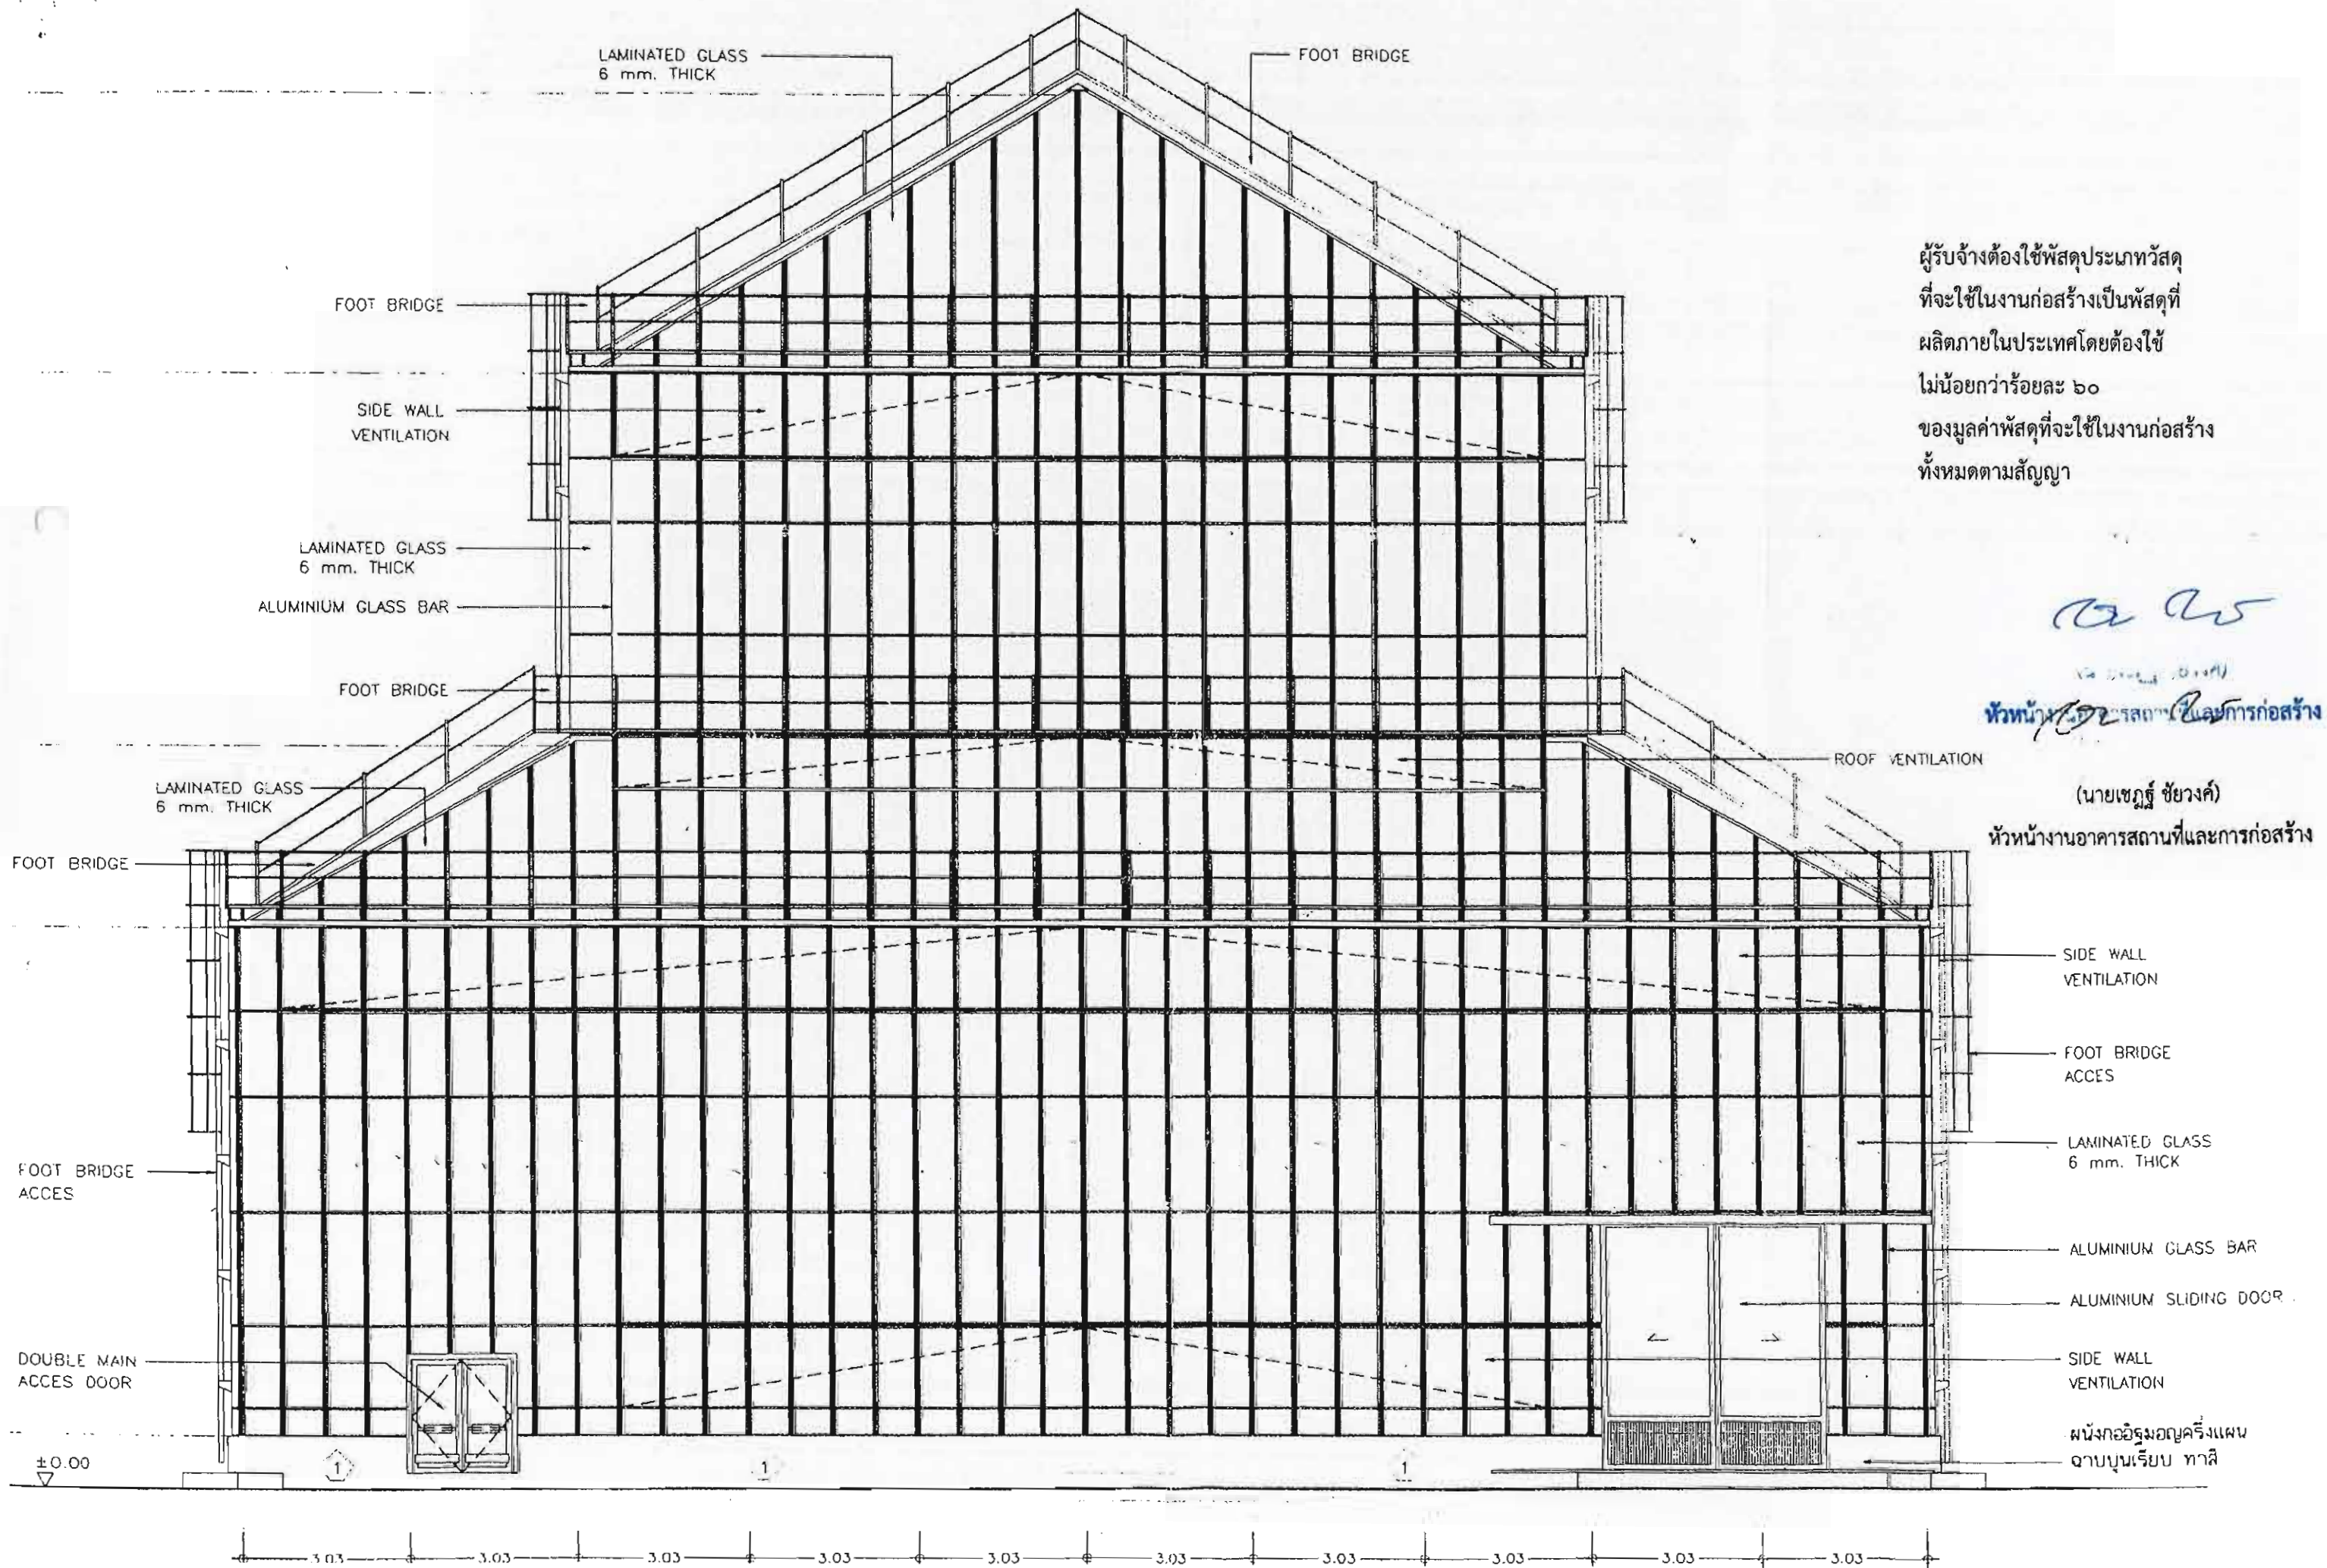 LAMINATED GLASS
6 mm. THICK
FOOT BRIDGE
FOOT BRIDGE
SIDE WALL
VENTILATION
LAMINATED GLASS
6 mm. THICK
ALUMINIUM GLASS BAR
FOOT BRIDGE
LAMINATED GLASS
6 mm. THICK
FOOT BRIDGE
FOOT BRIDGE
ACCES
DOUBLE MAIN
ACCES DOOR
±0.00
ผู้รับจ้างต้องใช้พัสดุประเภทวัสดุ
ที่จะใช้ในงานก่อสร้างเป็นพัสดุที่
ผลิตภายในประเทศโดยต้องใช้
ไม่น้อยกว่าร้อยละ ๖๐
ของมูลค่าพัสดุที่จะใช้ในงานก่อสร้าง
ทั้งหมดตามสัญญา
และการก่อสร้าง
ROOF VENTILATION
(นายเชฎฐ์ ชัยวงค์)
หัวหน้างานอาคารสถานที่และการก่อสร้าง
SIDE WALL
VENTILATION
FOOT BRIDGE
ACCES
LAMINATED GLASS
6 mm. THICK
ALUMINIUM GLASS BAR
ALUMINIUM SLIDING DOOR
SIDE WALL
VENTILATION
ผนังก่ออิฐมอญครึ่งแผ่น
ฉาบปูนเรียบ ทาสี
1 1 1
3.03 3.03 3.03 3.03 3.03 3.03 3.03 3.03 3.03 3.03